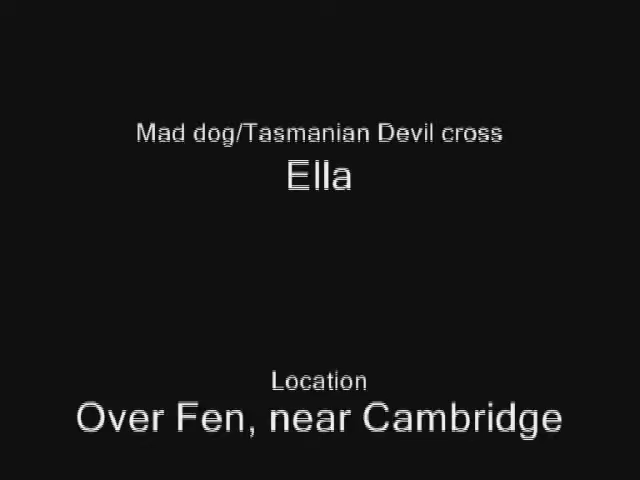 Mad dog/Tasmanian Devil cross
Ella
Location
Over Fen, near Cambridge